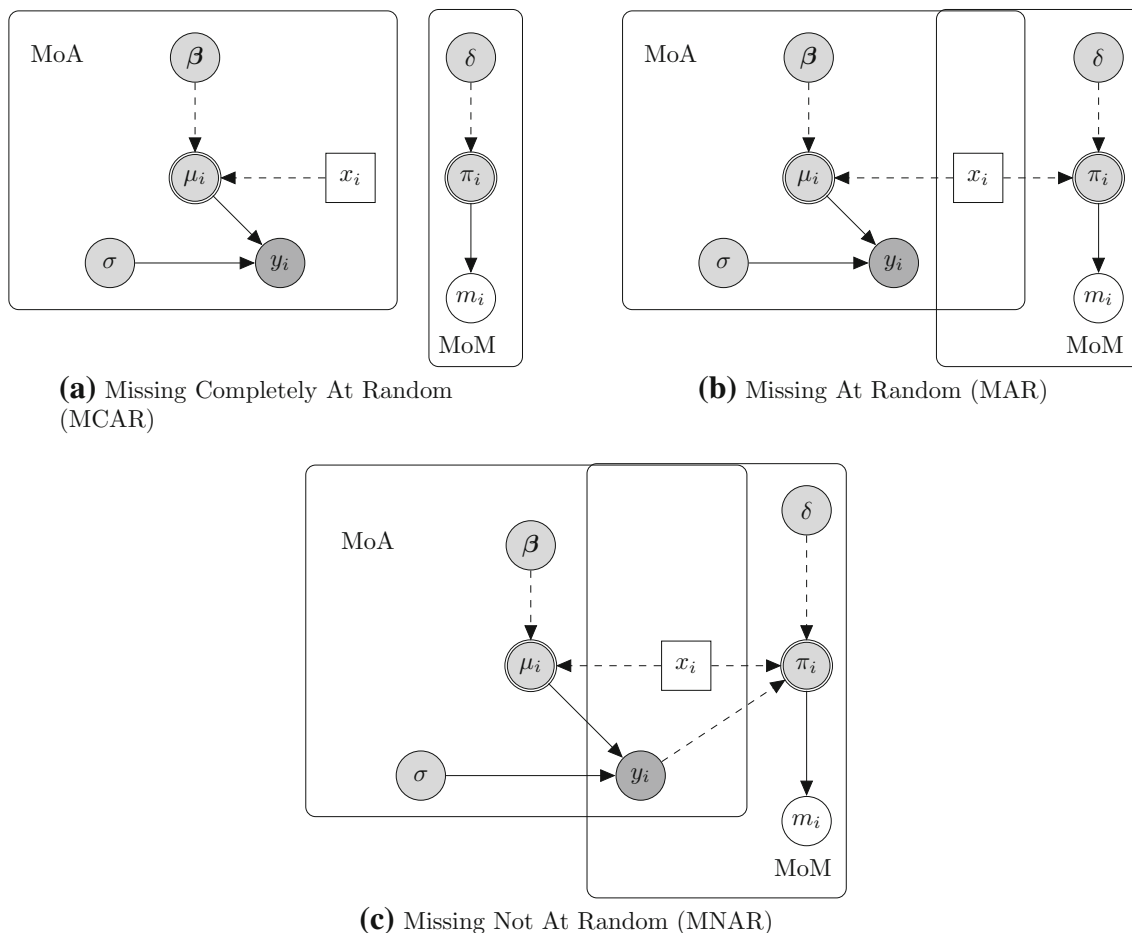 MoA
β
δ
μi
xi
πi
σ
yi
mi
MoM
(a) Missing Completely At Random
(MCAR)
MoA
β
δ
μi
xi
πi
σ
yi
mi
MoM
(b) Missing At Random (MAR)
δ
MoA
β
μi
xi
πi
σ
yi
mi
MoM
(c) Missing Not At Random (MNAR)